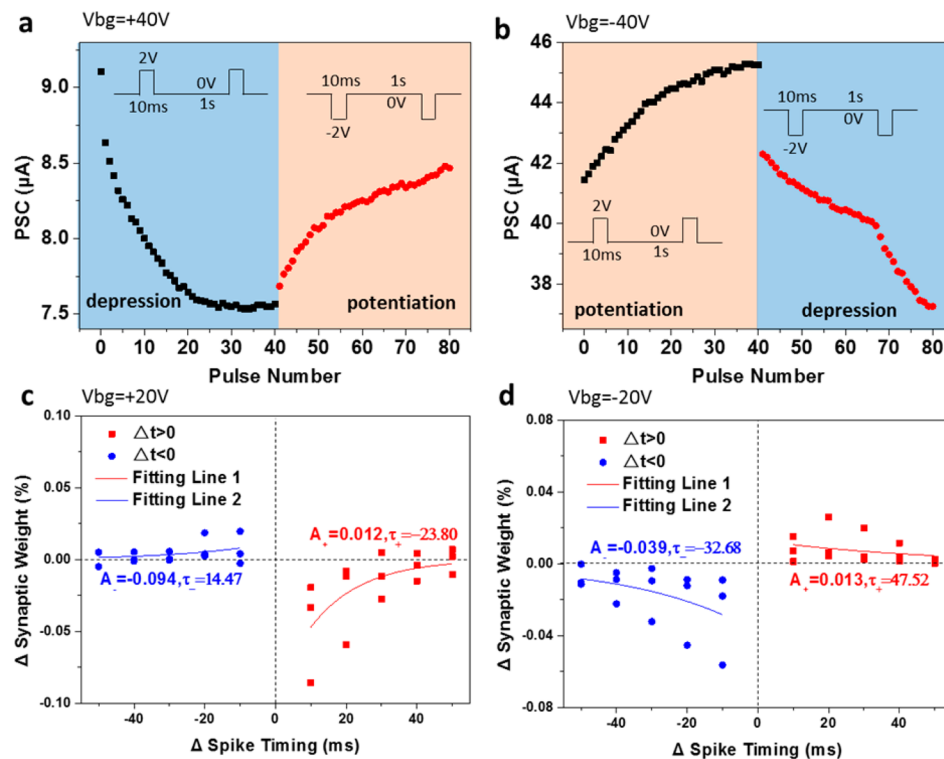 a
Vbg=+40V
PSC (μA)
9.0
8.5
8.0
7.5
2V
0V
10ms
1s
10ms
1s
0V
-2V
depression
potentiation
0
20
40
60
80
Pulse Number
b
Vbg=-40V
PSC (μA)
46
44
42
40
38
10ms
1s
0V
-2V
2V
0V
10ms
1s
potentiation
depression
0
10
20
30
40
50
60
70
80
Pulse Number
c
Vbg=+20V
Δ Synaptic Weight (%)
0.10
0.05
0.00
-0.05
-0.10
△t>0
△t<0
Fitting Line 1
Fitting Line 2
A₊=0.012,τ₊=-23.80
A₋=-0.094,τ₋=14.47
-40
-20
0
20
40
Δ Spike Timing (ms)
d
Vbg=-20V
Δ Synaptic Weight (%)
0.08
0.04
0.00
-0.04
-0.08
△t>0
△t<0
Fitting Line 1
Fitting Line 2
A₋=-0.039,τ₋=-32.68
A₊=0.013,τ₊=47.52
-40
-20
0
20
40
Δ Spike Timing (ms)